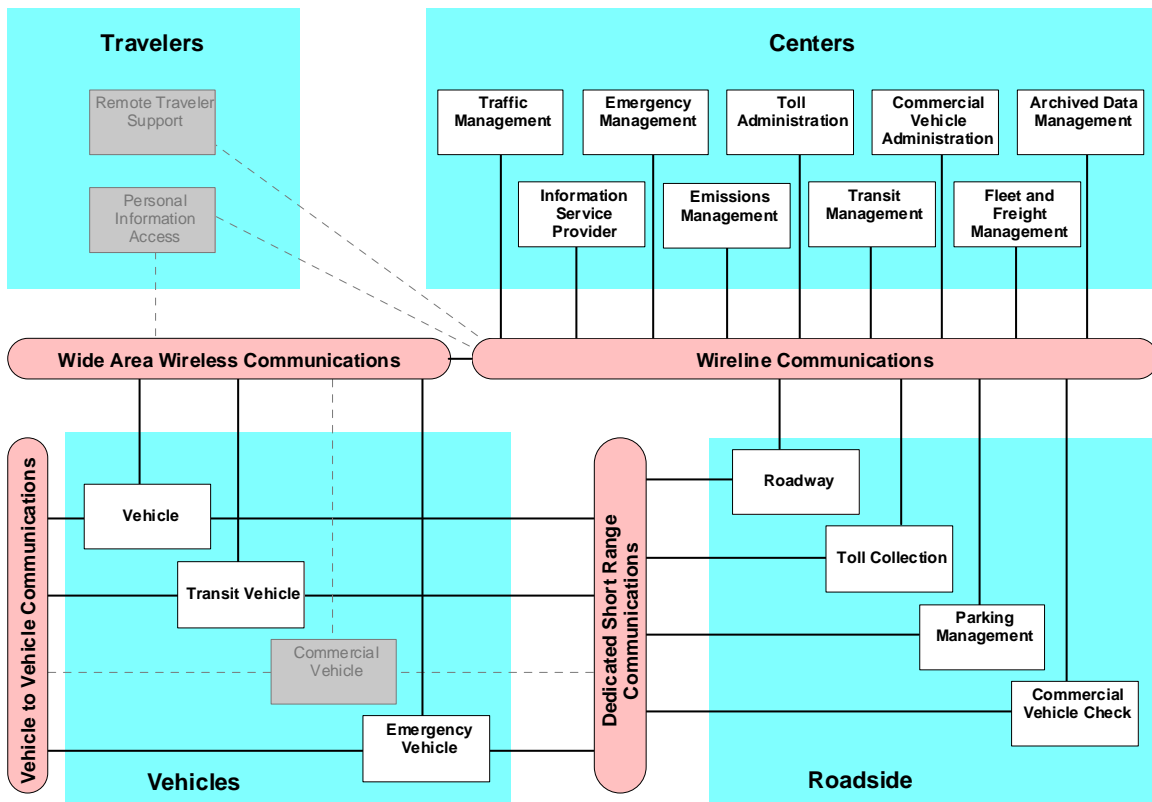 Travelers
Remote Traveler
Support
Personal
Information
Access
Centers
Traffic
Management
Emergency
Management
Toll
Administration
Commercial
Vehicle
Administration
Archived Data
Management
Information
Service
Provider
Emissions
Management
Transit
Management
Fleet and
Freight
Management
Wide Area Wireless Communications
Wireline Communications
Vehicle to Vehicle Communications
Vehicle
Transit Vehicle
Commercial
Vehicle
Emergency
Vehicle
Vehicles
Dedicated Short Range
Communications
Roadway
Toll Collection
Parking
Management
Commercial
Vehicle Check
Roadside